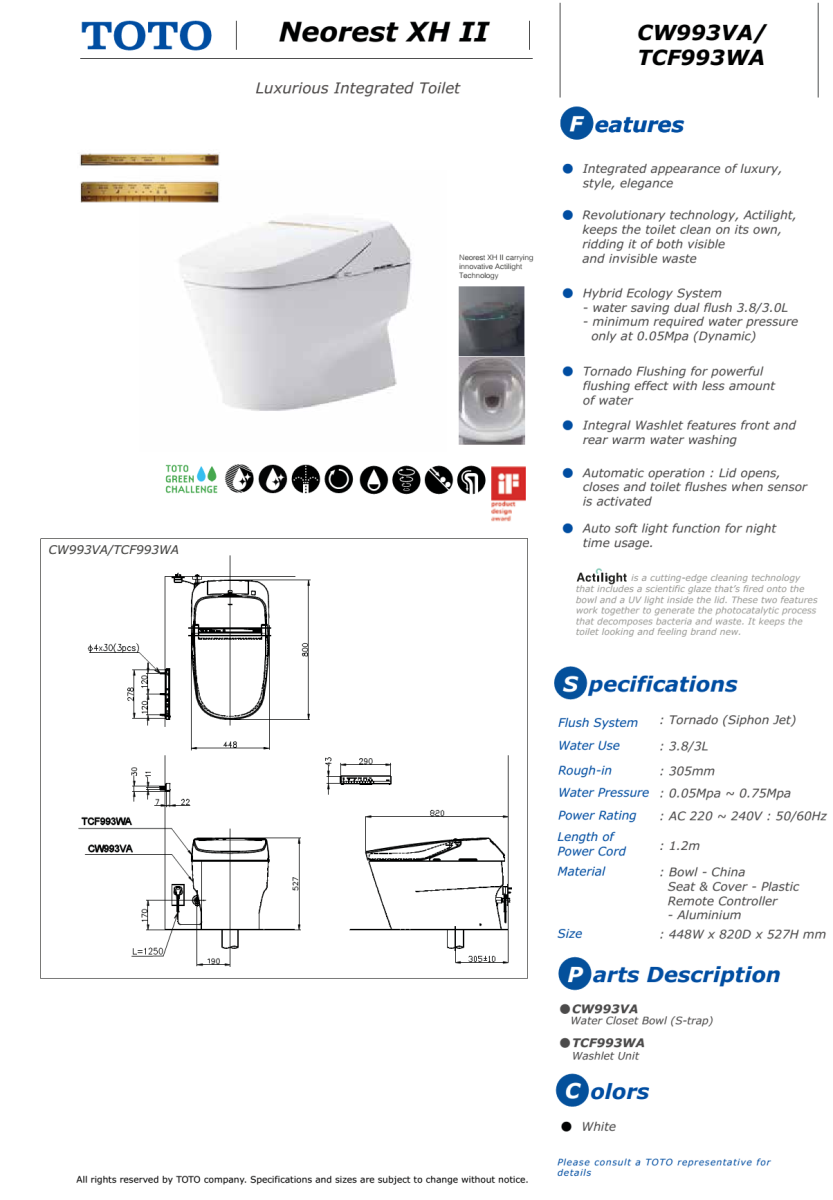 TOTO
Neorest XH II
CW993VA/
TCF993WA
Luxurious Integrated Toilet
Neorest XH II carrying
innovative Actilight
Technology
TOTO
GREEN
CHALLENGE
iF
product
design
award
CW993VA/TCF993WA
ϕ4x30(3pcs)
278
120
120
800
448
30
11
7
22
13
290
TCF993WA
CW993VA
820
527
170
L=1250
190
305±10
Features
Integrated appearance of luxury,
style, elegance
Revolutionary technology, Actilight,
keeps the toilet clean on its own,
ridding it of both visible
and invisible waste
Hybrid Ecology System
- water saving dual flush 3.8/3.0L
- minimum required water pressure
only at 0.05Mpa (Dynamic)
Tornado Flushing for powerful
flushing effect with less amount
of water
Integral Washlet features front and
rear warm water washing
Automatic operation : Lid opens,
closes and toilet flushes when sensor
is activated
Auto soft light function for night
time usage.
Actilight is a cutting-edge cleaning technology
that includes a scientific glaze that's fired onto the
bowl and a UV light inside the lid. These two features
work together to generate the photocatalytic process
that decomposes bacteria and waste. It keeps the
toilet looking and feeling brand new.
Specifications
Flush System : Tornado (Siphon Jet)
Water Use : 3.8/3L
Rough-in : 305mm
Water Pressure : 0.05Mpa ~ 0.75Mpa
Power Rating : AC 220 ~ 240V : 50/60Hz
Length of
Power Cord : 1.2m
Material : Bowl - China
Seat & Cover - Plastic
Remote Controller
- Aluminium
Size : 448W x 820D x 527H mm
Parts Description
CW993VA
Water Closet Bowl (S-trap)
TCF993WA
Washlet Unit
Colors
White
Please consult a TOTO representative for
details
All rights reserved by TOTO company. Specifications and sizes are subject to change without notice.